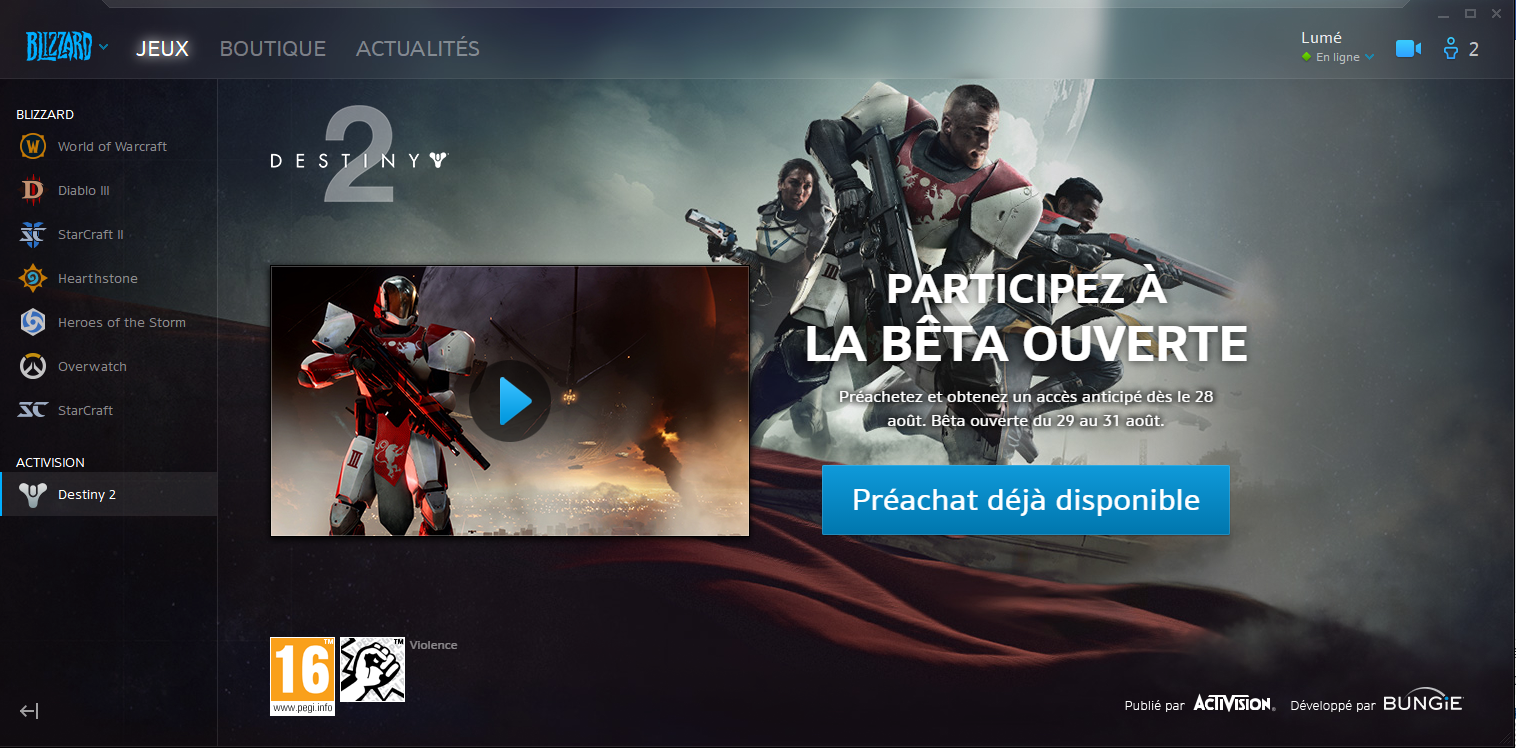 BLIZZARD
JEUX
BOUTIQUE
ACTUALITÉS
Lumé
En ligne
2
BLIZZARD
World of Warcraft
Diablo III
StarCraft II
Hearthstone
Heroes of the Storm
Overwatch
StarCraft
ACTIVISION
Destiny 2
2
DESTINY
III
PARTICIPEZ À
LA BÊTA OUVERTE
Préachetez et obtenez un accès anticipé dès le 28
août. Bêta ouverte du 29 au 31 août.
Préachat déjà disponible
16
www.pegi.info
Violence
Publié par ACTIVISION. Développé par BUNGiE